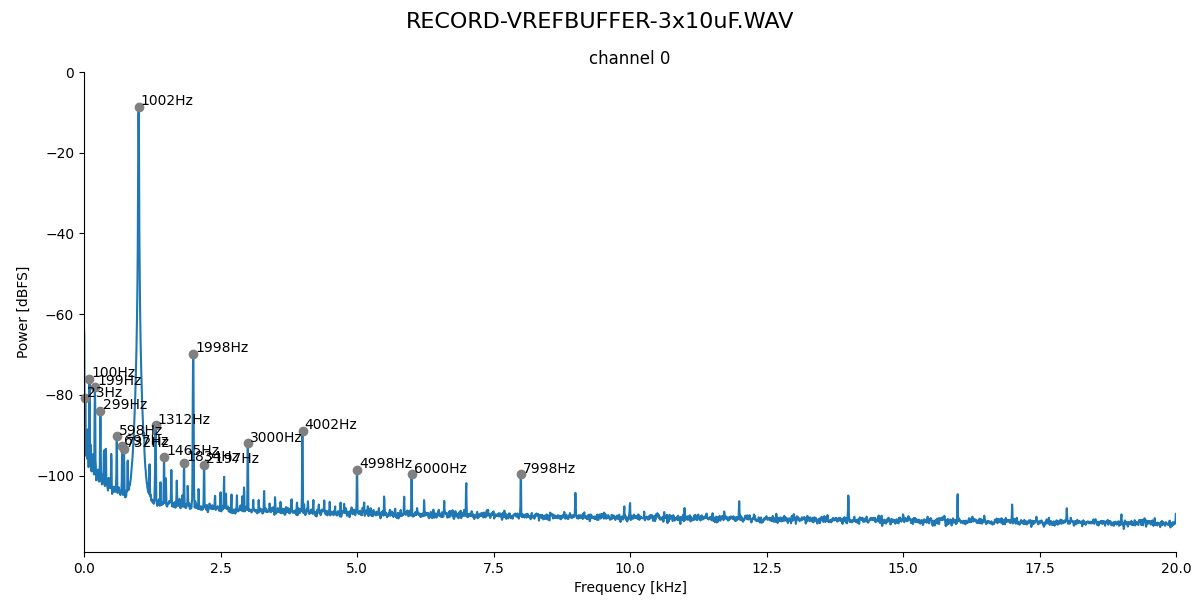 RECORD-VREFBUFFER-3x10uF.WAV
channel 0
Power [dBFS]
0
−20
−40
−60
−80
−100
1002Hz
1998Hz
100Hz
199Hz
23Hz
299Hz
1312Hz
598Hz
732Hz
1465Hz
2197Hz
3000Hz
4002Hz
4998Hz
6000Hz
7998Hz
0.0 2.5 5.0 7.5 10.0 12.5 15.0 17.5 20.0
Frequency [kHz]